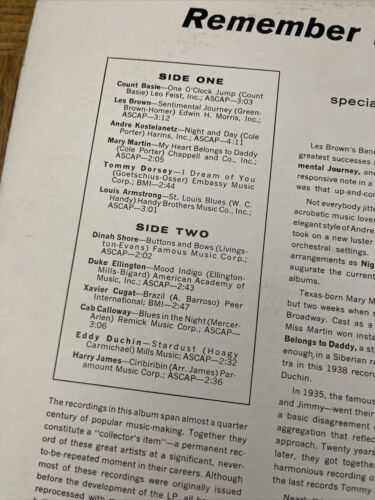 Remember
SIDE ONE
Count Basie—One O'Clock Jump (Count
Basie) Leo Feist, Inc.; ASCAP—3:03
Les Brown—Sentimental Journey (Green-
Brown-Homer) Edwin H. Morris, Inc.;
ASCAP—3:12
Andre Kostelanetz—Night and Day (Cole
Porter) Harms, Inc.; ASCAP—4:11
Mary Martin—My Heart Belongs to Daddy
(Cole Porter) Chappell and Co., Inc.;
ASCAP—2:05
Tommy Dorsey—I Dream of You
(Goetschius-Osser) Embassy Music
Corp.; BMI—2:44
Louis Armstrong—St. Louis Blues (W. C.
Handy) Handy Brothers Music Co., Inc.;
ASCAP—3:01
SIDE TWO
Dinah Shore—Buttons and Bows (Livings-
ton-Evans) Famous Music Corp.;
ASCAP—2:02
Duke Ellington—Mood Indigo (Ellington-
Mills-Bigard) American Academy of
Music, Inc.; ASCAP—2:43
Xavier Cugat—Brazil (A. Barroso) Peer
International; BMI—2:47
Cab Calloway—Blues in the Night (Mercer-
Arlen) Remick Music Corp.; ASCAP—
3:06
Eddy Duchin—Stardust (Hoagy
Carmichael) Mills Music; ASCAP—2:32
Harry James—Ciribiribin (Arr. James) Par-
amount Music Corp.; ASCAP—2:36
The recordings in this album span almost a quarter
century of popular music-making. Together they
constitute a "collector's item"—a permanent rec-
ord of these great artists at a significant, never-
to-be-repeated moment in their careers. Although
most of these recordings were originally issued
before the development of the LP, all
reprocessed with
specia
Les Brown's Band
greatest successes i
mental Journey, and
responsive note in a
was that up-and-co
Not everybody jitte
acrobatic music lover
elegant style of Andre
took on a new luster
orchestral settings.
arrangements as Nig
augurate the current
albums.
Texas-born Mary M
but two weeks when s
Broadway. Cast as a
Miss Martin won instan
Belongs to Daddy, a st
enough, in a Siberian ra
tra in this 1938 record
Duchin.
In 1935, the famous
and Jimmy—went their
a basic disagreement
aggregation that reflec
approach. Twenty years
later, they got together
harmonious recording o
the last records Tommy